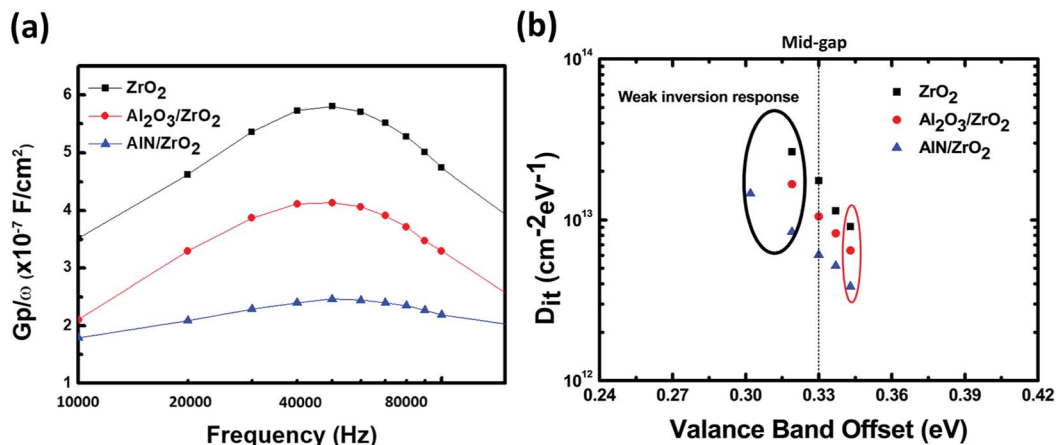 (a)
Gp/ω (x10⁻⁷ F/cm²)
6
5
4
3
2
1
ZrO₂
Al₂O₃/ZrO₂
AlN/ZrO₂
10000 20000 40000 80000
Frequency (Hz)
(b)
Mid-gap
Dit (cm⁻²eV⁻¹)
10¹⁴
10¹³
10¹²
Weak inversion response
ZrO₂
Al₂O₃/ZrO₂
AlN/ZrO₂
0.24 0.27 0.30 0.33 0.36 0.39 0.42
Valance Band Offset (eV)